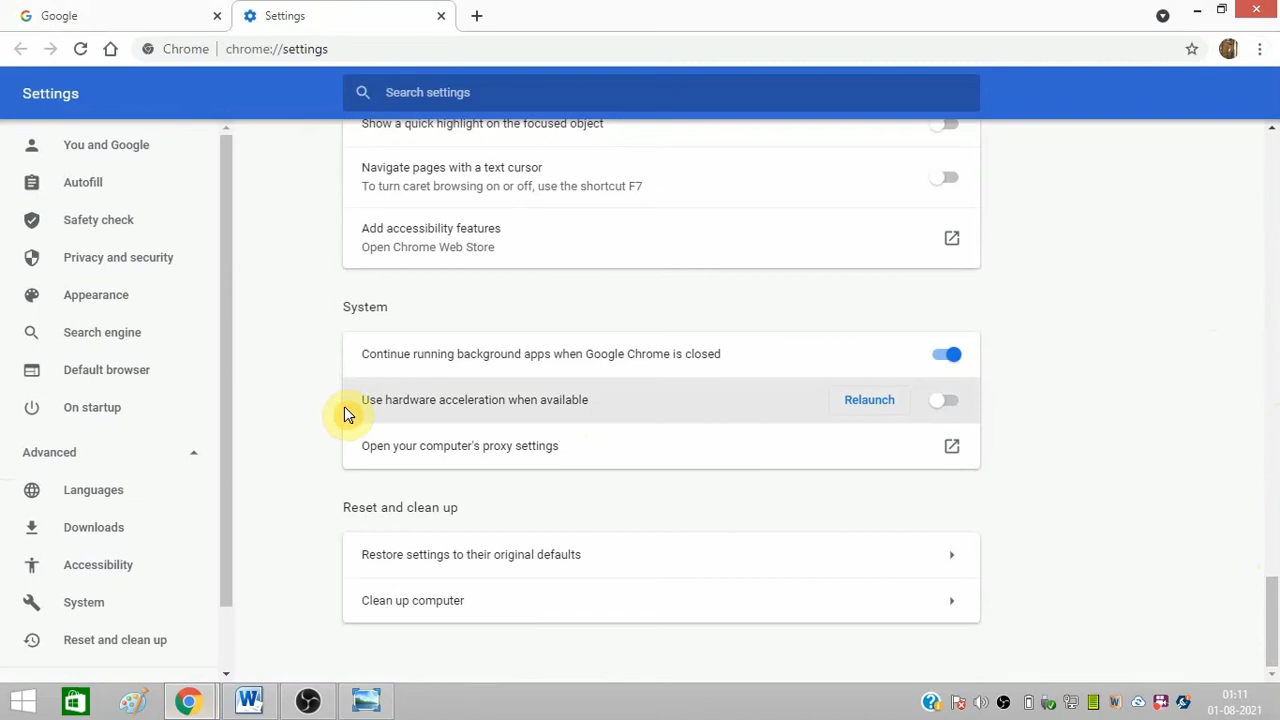 Google
Settings
Chrome
chrome://settings
Settings
Search settings
You and Google
Autofill
Safety check
Privacy and security
Appearance
Search engine
Default browser
On startup
Advanced
Languages
Downloads
Accessibility
System
Reset and clean up
Show a quick highlight on the focused object
Navigate pages with a text cursor
To turn caret browsing on or off, use the shortcut F7
Add accessibility features
Open Chrome Web Store
System
Continue running background apps when Google Chrome is closed
Use hardware acceleration when available
Relaunch
Open your computer's proxy settings
Reset and clean up
Restore settings to their original defaults
Clean up computer
01:11
01-08-2021